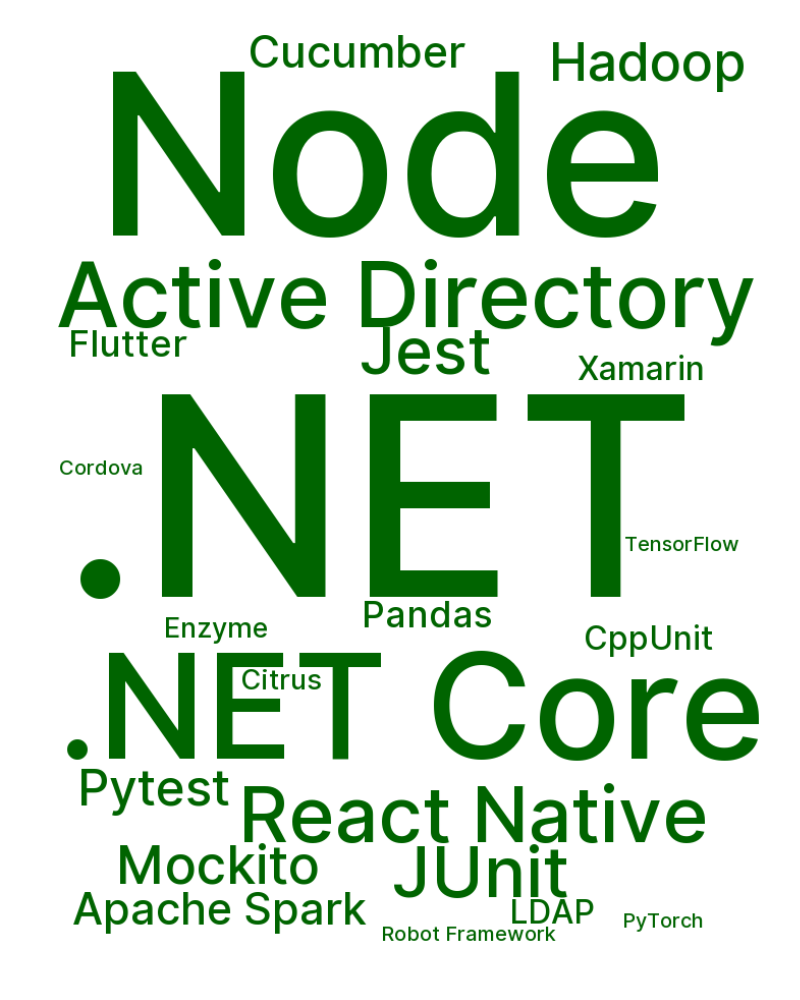 Cucumber
Hadoop
Node
Active Directory
Flutter
Jest
Xamarin
.NET
Cordova
TensorFlow
Pandas
Enzyme
CppUnit
.NET Core
Citrus
Pytest
React Native
Mockito
JUnit
Apache Spark
LDAP
PyTorch
Robot Framework